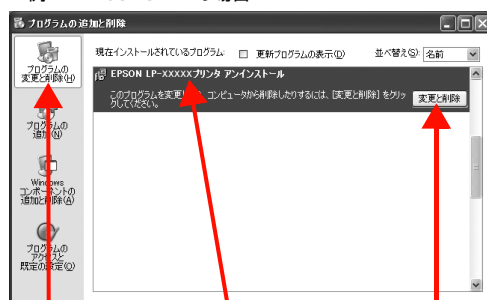 プログラムの追加と削除
現在インストールされているプログラム:
更新プログラムの表示(D)
並べ替え(S):
名前
プログラムの
変更と削除(H)
EPSON LP-XXXXXプリンタ アンインストール
このプログラムを変更 、コンピュータから削除したりするには、[変更と削除] をクリッ
クしてください。
変更と削除
プログラムの
追加(N)
Windows
コンポーネントの
追加と削除(A)
プログラムの
アクセスと
既定の設定(O)